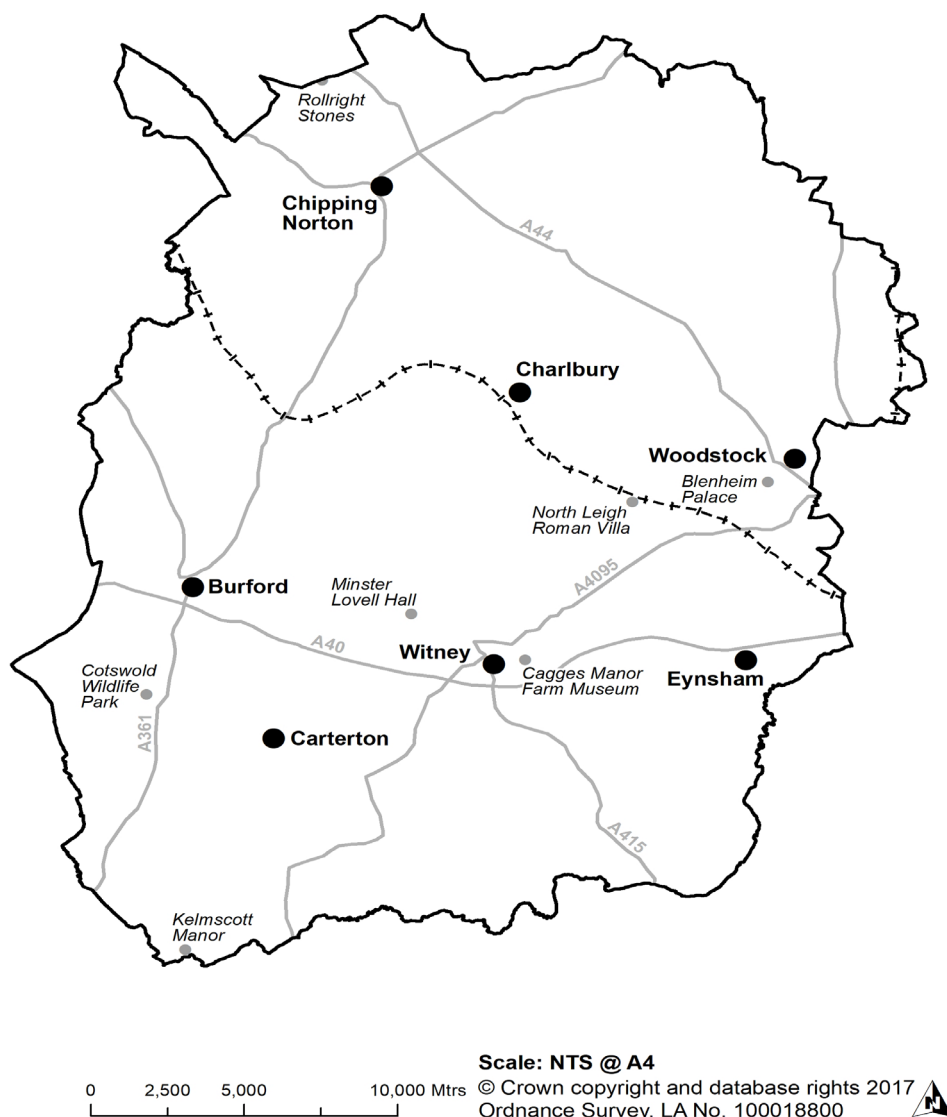 Rollright
Stones
Chipping
Norton
A44
Charlbury
Woodstock
Blenheim
Palace
North Leigh
Roman Villa
A4095
Burford
Minster
Lovell Hall
A40
Witney
Cagges Manor
Farm Museum
Eynsham
Cotswold
Wildlife
Park
A361
Carterton
A415
Kelmscott
Manor
Scale: NTS @ A4
0 2,500 5,000 10,000 Mtrs
© Crown copyright and database rights 2017
Ordnance Survey, LA No. 100018800
N